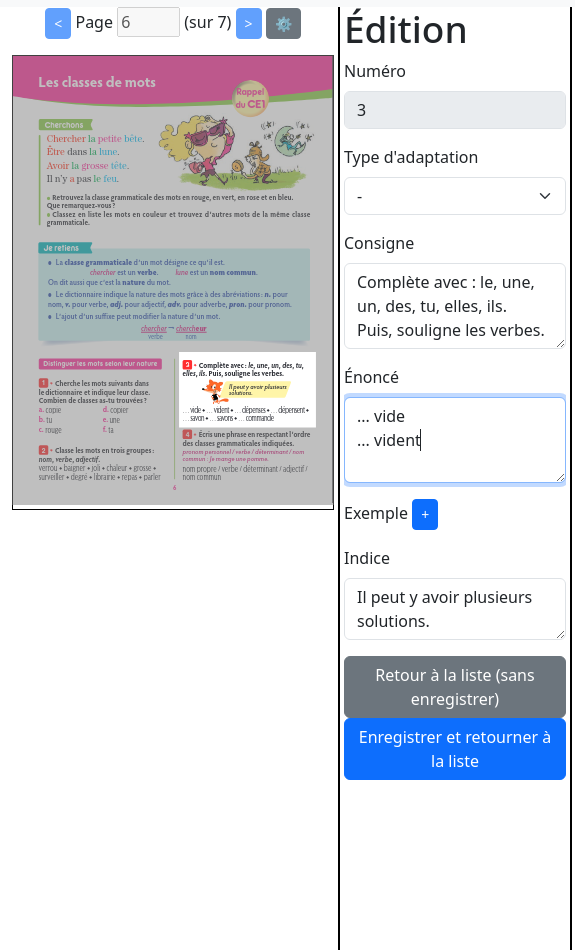 < Page 6 (sur 7) > ⚙️
Les classes de mots
Rappel
du CE1
Cherchons
Chercher la petite bête.
Être dans la lune.
Avoir la grosse tête.
Il n'y a pas le feu.
• Retrouvez la classe grammaticale des mots en rouge, en vert, en rose et en bleu.
Que remarquez-vous ?
• Classez en liste les mots en couleur et trouvez d'autres mots de la même classe
grammaticale.
Je retiens
• La classe grammaticale d'un mot désigne ce qu'il est.
chercher est un verbe. lune est un nom commun.
On dit aussi que c'est la nature du mot.
• Le dictionnaire indique la nature des mots grâce à des abréviations : n. pour
nom, v. pour verbe, adj. pour adjectif, adv. pour adverbe, pron. pour pronom.
• L'ajout d'un suffixe peut modifier la nature d'un mot.
chercher → chercheur
verbe nom
Distinguer les mots selon leur nature
1 • Cherche les mots suivants dans
le dictionnaire et indique leur classe.
Combien de classes as-tu trouvées ?
a. copie d. copier
b. tu e. une
c. rouge f. ta
2 • Classe les mots en trois groupes :
nom, verbe, adjectif.
verrou • baigner • joli • chaleur • grosse •
surveiller • degré • librairie • repas • parler
3 • Complète avec : le, une, un, des, tu,
elles, ils. Puis, souligne les verbes.
Il peut y avoir plusieurs
solutions.
… vide • … vident • … dépenses • … dépensent •
… savon • … savons • … commande
4 • Écris une phrase en respectant l'ordre
des classes grammaticales indiquées.
pronom personnel / verbe / déterminant / nom
commun : Je mange une pomme.
nom propre / verbe / déterminant / adjectif /
nom commun
6
Édition
Numéro
3
Type d'adaptation
-
Consigne
Complète avec : le, une,
un, des, tu, elles, ils.
Puis, souligne les verbes.
Énoncé
... vide
... vident
Exemple +
Indice
Il peut y avoir plusieurs
solutions.
Retour à la liste (sans
enregistrer)
Enregistrer et retourner à
la liste